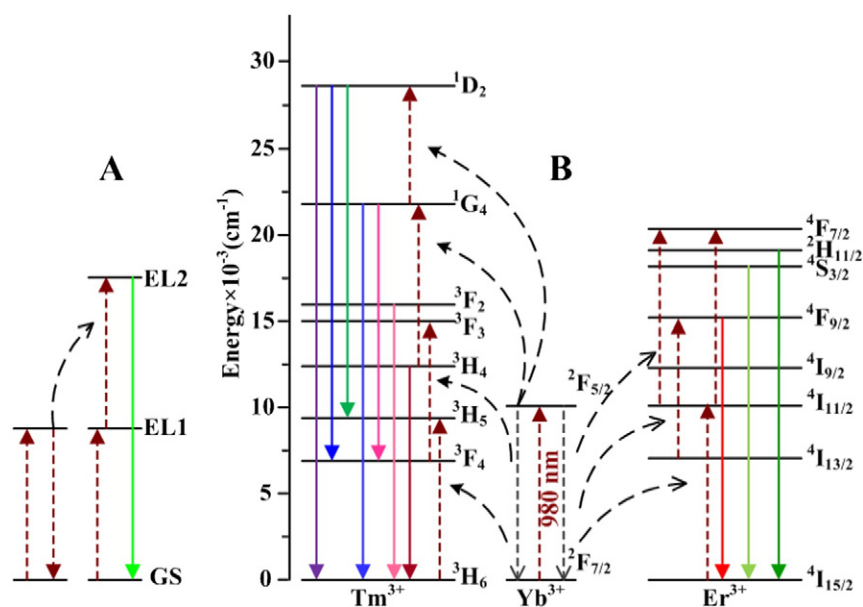 A
B
Energy×10⁻³(cm⁻¹)
30
25
20
15
10
5
0
EL2
EL1
GS
¹D₂
¹G₄
³F₂
³F₃
³H₄
³H₅
³F₄
³H₆
Tm³⁺
²F₅/₂
980 nm
²F₇/₂
Yb³⁺
⁴F₇/₂
²H₁₁/₂
⁴S₃/₂
⁴F₉/₂
⁴I₉/₂
⁴I₁₁/₂
⁴I₁₃/₂
⁴I₁₅/₂
Er³⁺